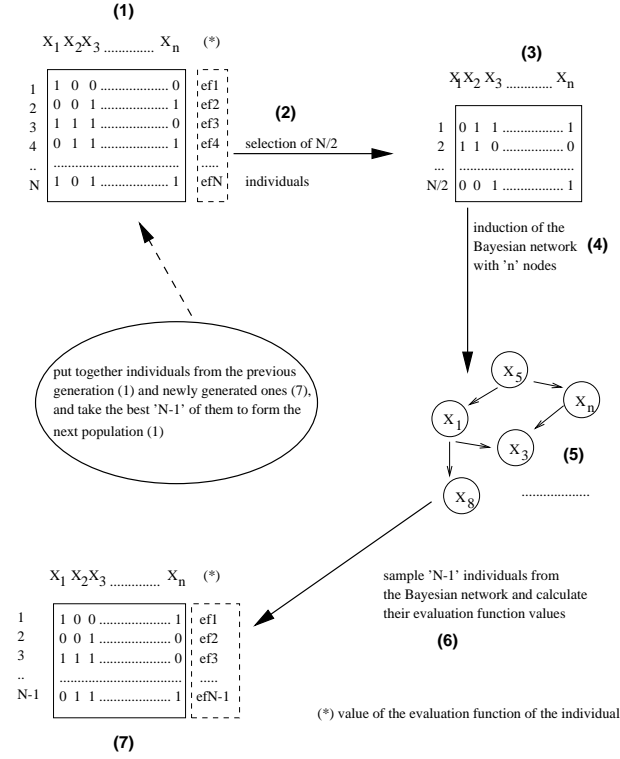 (1)
X1 X2X3 .............. Xn (*)
1 1 0 0 .................. 0 ef1
2 0 0 1 .................. 1 ef2
3 1 1 1 .................. 0 ef3
4 0 1 1 .................. 1 ef4
.. .................................. .....
N 1 0 1 .................. 1 efN
(2)
selection of N/2
individuals
(3)
X1 X2 X3 ............. Xn
1 0 1 1 .................. 1
2 1 1 0 .................. 0
... ..................................
N/2 0 0 1 .................. 1
induction of the
Bayesian network
with 'n' nodes
(4)
put together individuals from the previous
generation (1) and newly generated ones (7),
and take the best 'N-1' of them to form the
next population (1)
X5
Xn
X1
X3
(5)
X8
...................
sample 'N-1' individuals from
the Bayesian network and calculate
their evaluation function values
(6)
X1 X2X3 .............. Xn (*)
1 1 0 0 .................... 1 ef1
2 0 0 1 .................... 0 ef2
3 1 1 1 .................... 0 ef3
.. .................................. .....
N-1 0 1 1 .................... 1 efN-1
(*) value of the evaluation function of the individual
(7)